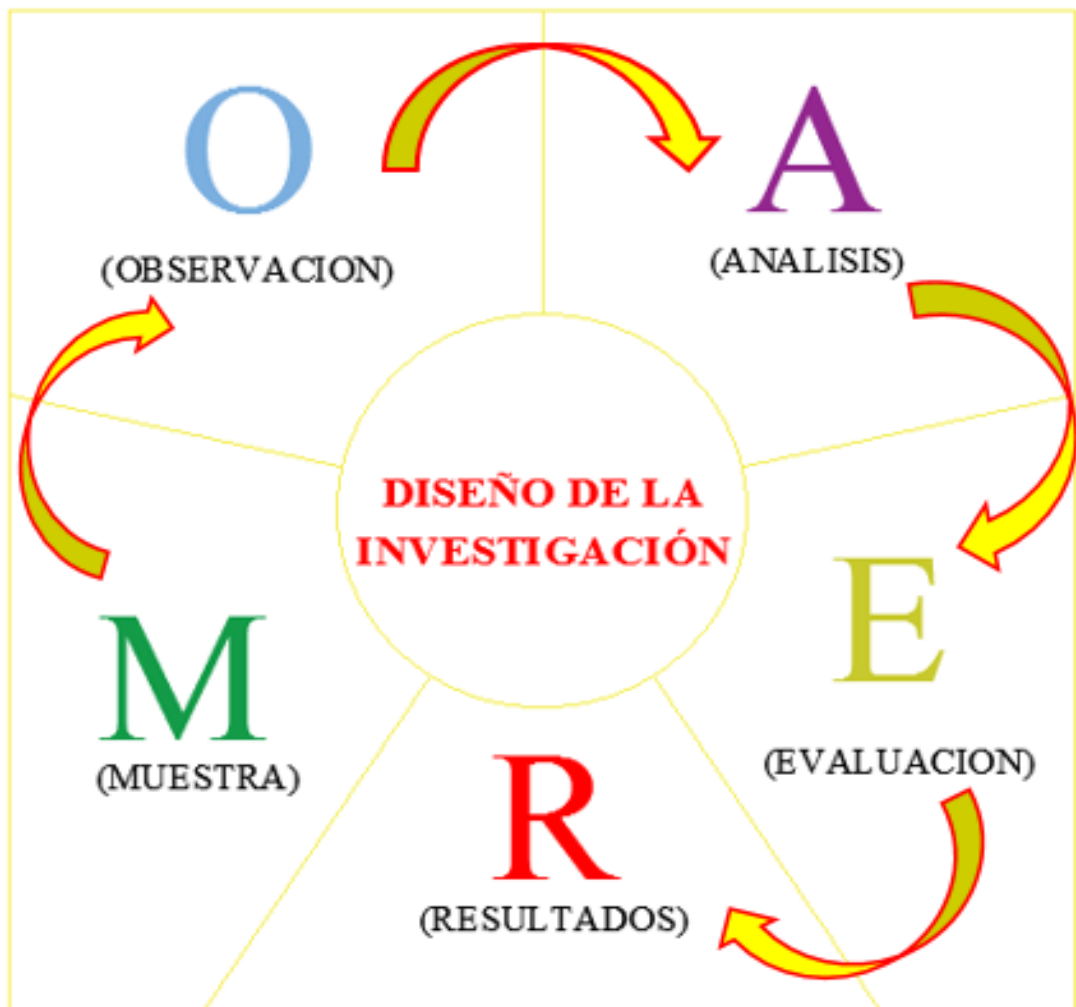 O
(OBSERVACION)
A
(ANALISIS)
DISEÑO DE LA
INVESTIGACIÓN
M
(MUESTRA)
E
(EVALUACION)
R
(RESULTADOS)